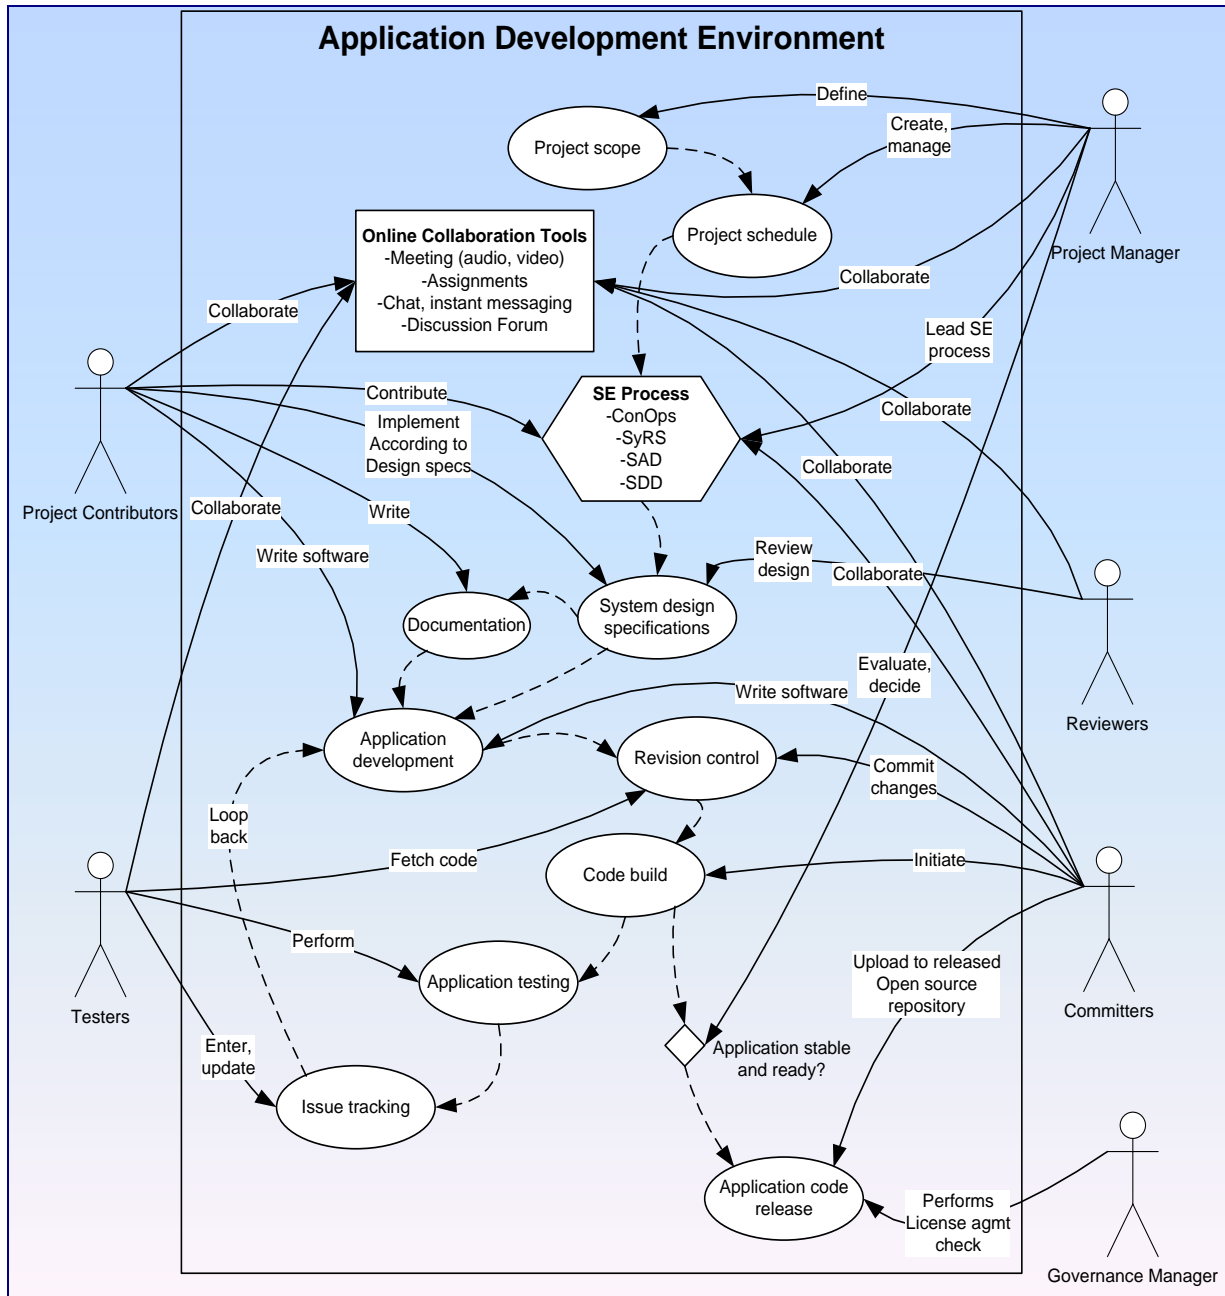 Application Development Environment
Define
Create,
manage
Project scope
Project schedule
Project Manager
Online Collaboration Tools
-Meeting (audio, video)
-Assignments
-Chat, instant messaging
-Discussion Forum
Collaborate
Collaborate
Lead SE
process
SE Process
-ConOps
-SyRS
-SAD
-SDD
Contribute
Implement
According to
Design specs
Collaborate
Collaborate
Project Contributors
Collaborate
Write
Write software
Review
design
Collaborate
Documentation
System design
specifications
Evaluate,
decide
Reviewers
Write software
Application
development
Revision control
Commit
changes
Loop
back
Fetch code
Code build
Initiate
Perform
Application testing
Upload to released
Open source
repository
Testers
Committers
Enter,
update
Application stable
and ready?
Issue tracking
Application code
release
Performs
License agmt
check
Governance Manager